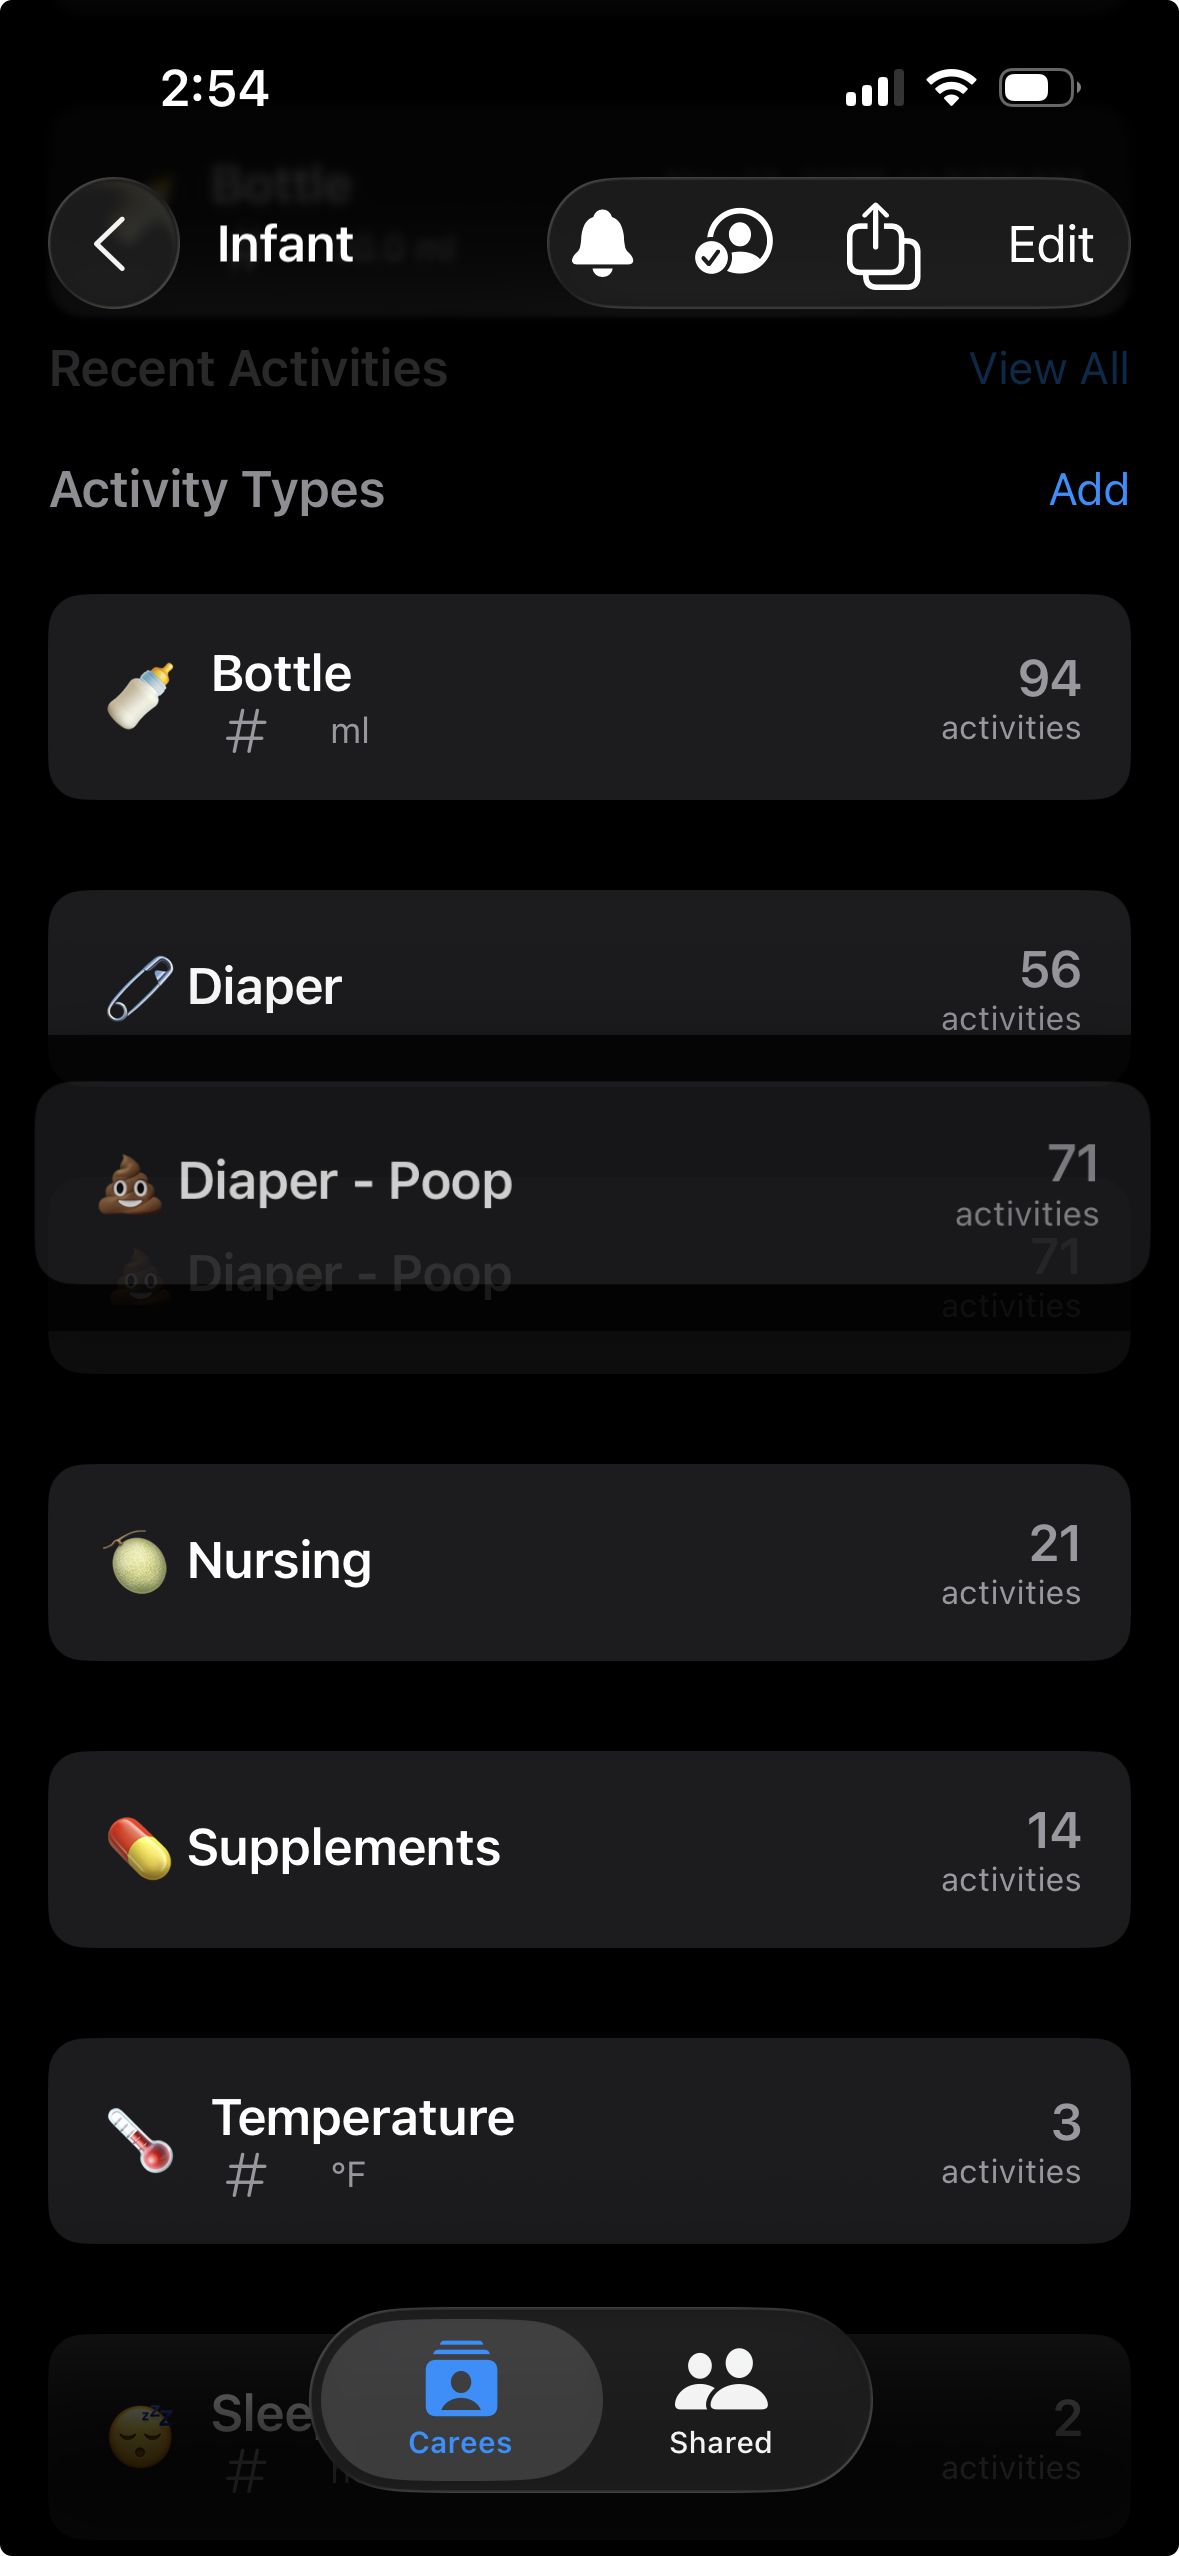 2:54
Bottle
Infant
Edit
Recent Activities
View All
Activity Types
Add
Bottle
# ml
94
activities
Diaper
56
activities
Diaper - Poop
71
activities
Diaper - Poop
71
activities
Nursing
21
activities
Supplements
14
activities
Temperature
# °F
3
activities
#
2
activities
Carees
Shared